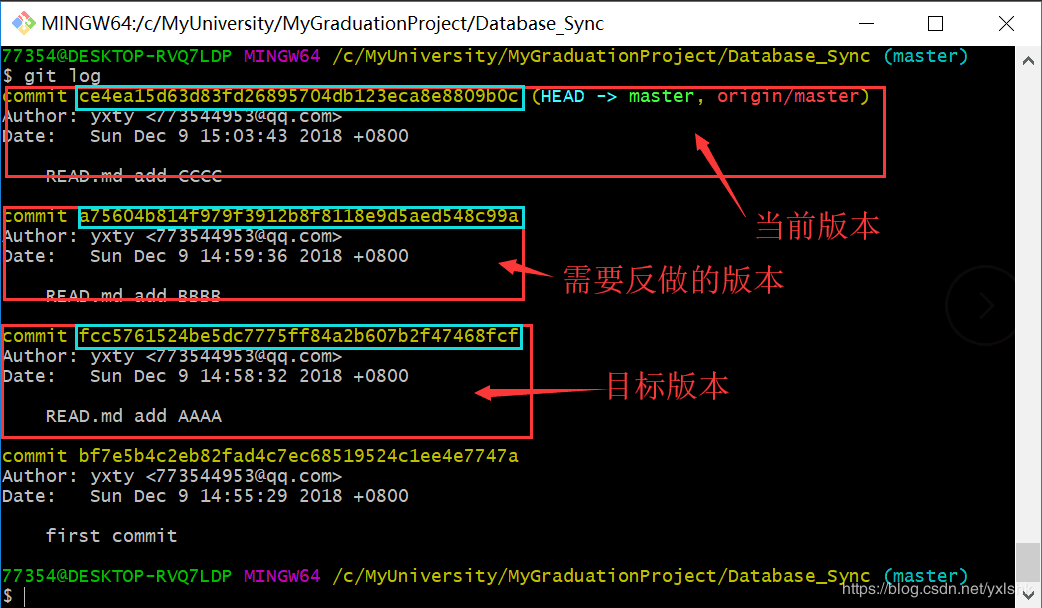 MINGW64:/c/MyUniversity/MyGraduationProject/Database_Sync
77354@DESKTOP-RVQ7LDP MINGW64 /c/MyUniversity/MyGraduationProject/Database_Sync (master)
$ git log
commit ce4ea15d63d83fd26895704db123eca8e8809b0c (HEAD -> master, origin/master)
Author: yxty <773544953@qq.com>
Date:   Sun Dec 9 15:03:43 2018 +0800
READ.md add CCCC
当前版本
commit a75604b814f979f3912b8f8118e9d5aed548c99a
Author: yxty <773544953@qq.com>
Date:   Sun Dec 9 14:59:36 2018 +0800
需要反做的版本
READ.md add BBBB
commit fcc5761524be5dc7775ff84a2b607b2f47468fcf
Author: yxty <773544953@qq.com>
Date:   Sun Dec 9 14:58:32 2018 +0800
目标版本
READ.md add AAAA
commit bf7e5b4c2eb82fad4c7ec68519524c1ee4e7747a
Author: yxty <773544953@qq.com>
Date:   Sun Dec 9 14:55:29 2018 +0800
first commit
77354@DESKTOP-RVQ7LDP MINGW64 /c/MyUniversity/MyGraduationProject/Database_Sync (master)
$